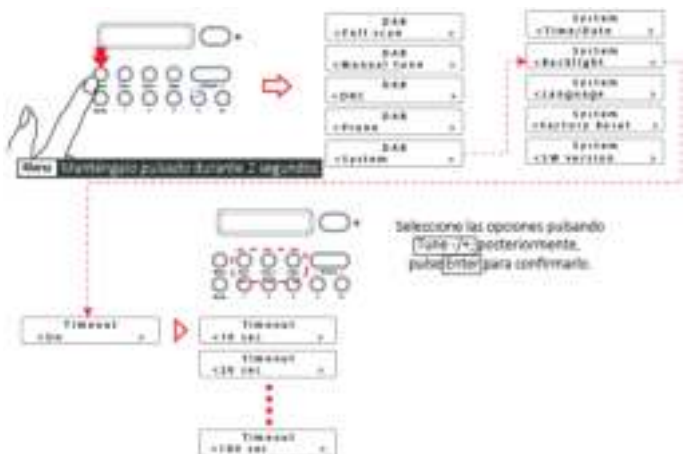 DAB
<Full scan >
DAB
<Manual tune >
DAB
<DRC >
DAB
<Prune >
DAB
<System >
System
<Time/Date >
System
<Backlight >
System
<Language >
System
<Factory Reset >
System
<SW version >
Menu Manténgalo pulsado durante 2 segundos.
Seleccione las opciones pulsando
Tune -/+; posteriormente,
pulse Enter para confirmarlo.
Timeout
<On >
Timeout
<10 sec >
Timeout
<20 sec >
Timeout
<180 sec >